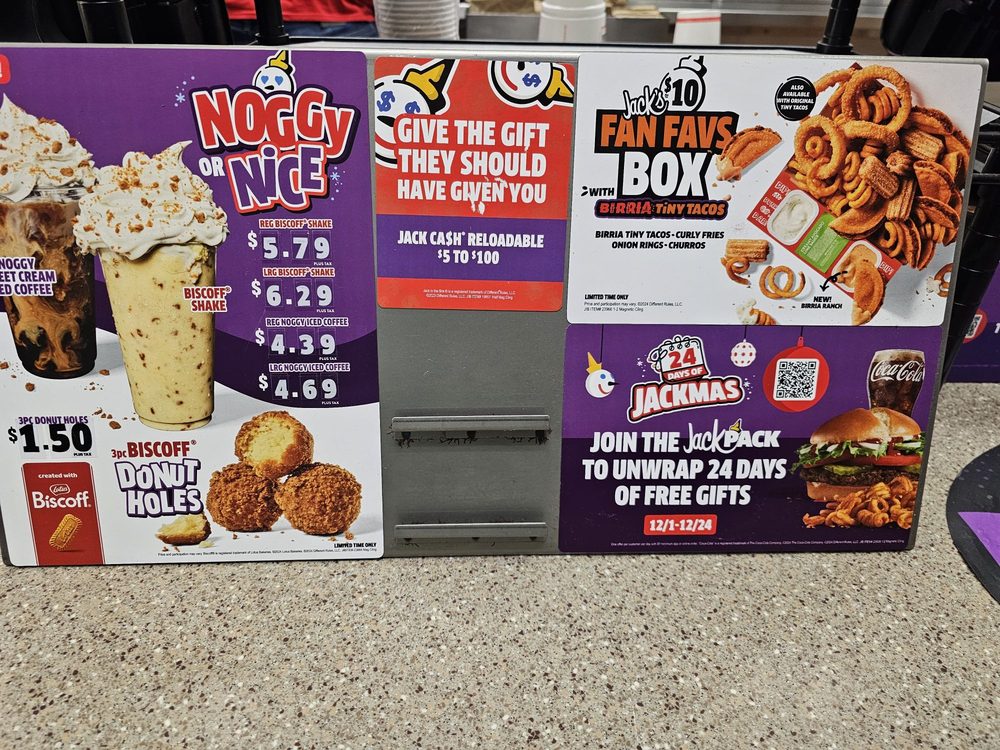 NOGGY
OR NICE
REG BISCOFF® SHAKE
$5.79
PLUS TAX
LRG BISCOFF® SHAKE
$6.29
PLUS TAX
REG NOGGY ICED COFFEE
$4.39
PLUS TAX
LRG NOGGY ICED COFFEE
$4.69
PLUS TAX
NOGGY
EET CREAM
ED COFFEE
BISCOFF®
SHAKE
3PC DONUT HOLES
$1.50
PLUS TAX
created with
Lotus
Biscoff
3pc BISCOFF®
DONUT
HOLES
LIMITED TIME ONLY
GIVE THE GIFT
THEY SHOULD
HAVE GIVEN YOU
JACK CA$H® RELOADABLE
$5 TO $100
Jack's $10
FAN FAVS
BOX
WITH
BIRRIA TINY TACOS
BIRRIA TINY TACOS · CURLY FRIES
ONION RINGS · CHURROS
ALSO
AVAILABLE
WITH ORIGINAL
TINY TACOS
NEW!
BIRRIA RANCH
LIMITED TIME ONLY
24
DAYS OF
JACKMAS
JOIN THE JackPACK
TO UNWRAP 24 DAYS
OF FREE GIFTS
12/1-12/24
Coca-Cola